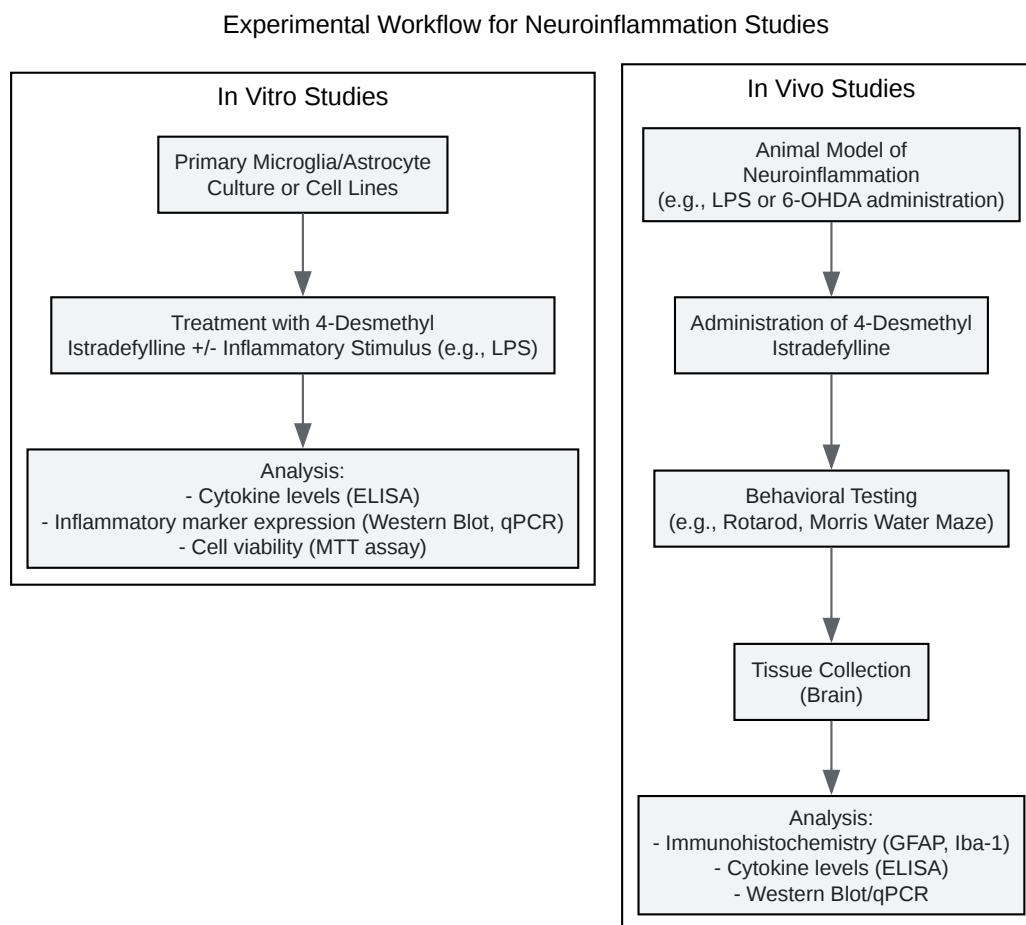 Experimental Workflow for Neuroinflammation Studies
In Vitro Studies
Primary Microglia/Astrocyte
Culture or Cell Lines
Treatment with 4-Desmethyl
Istradefylline +/- Inflammatory Stimulus (e.g., LPS)
Analysis:
- Cytokine levels (ELISA)
- Inflammatory marker expression (Western Blot, qPCR)
- Cell viability (MTT assay)
In Vivo Studies
Animal Model of
Neuroinflammation
(e.g., LPS or 6-OHDA administration)
Administration of 4-Desmethyl
Istradefylline
Behavioral Testing
(e.g., Rotarod, Morris Water Maze)
Tissue Collection
(Brain)
Analysis:
- Immunohistochemistry (GFAP, Iba-1)
- Cytokine levels (ELISA)
- Western Blot/qPCR